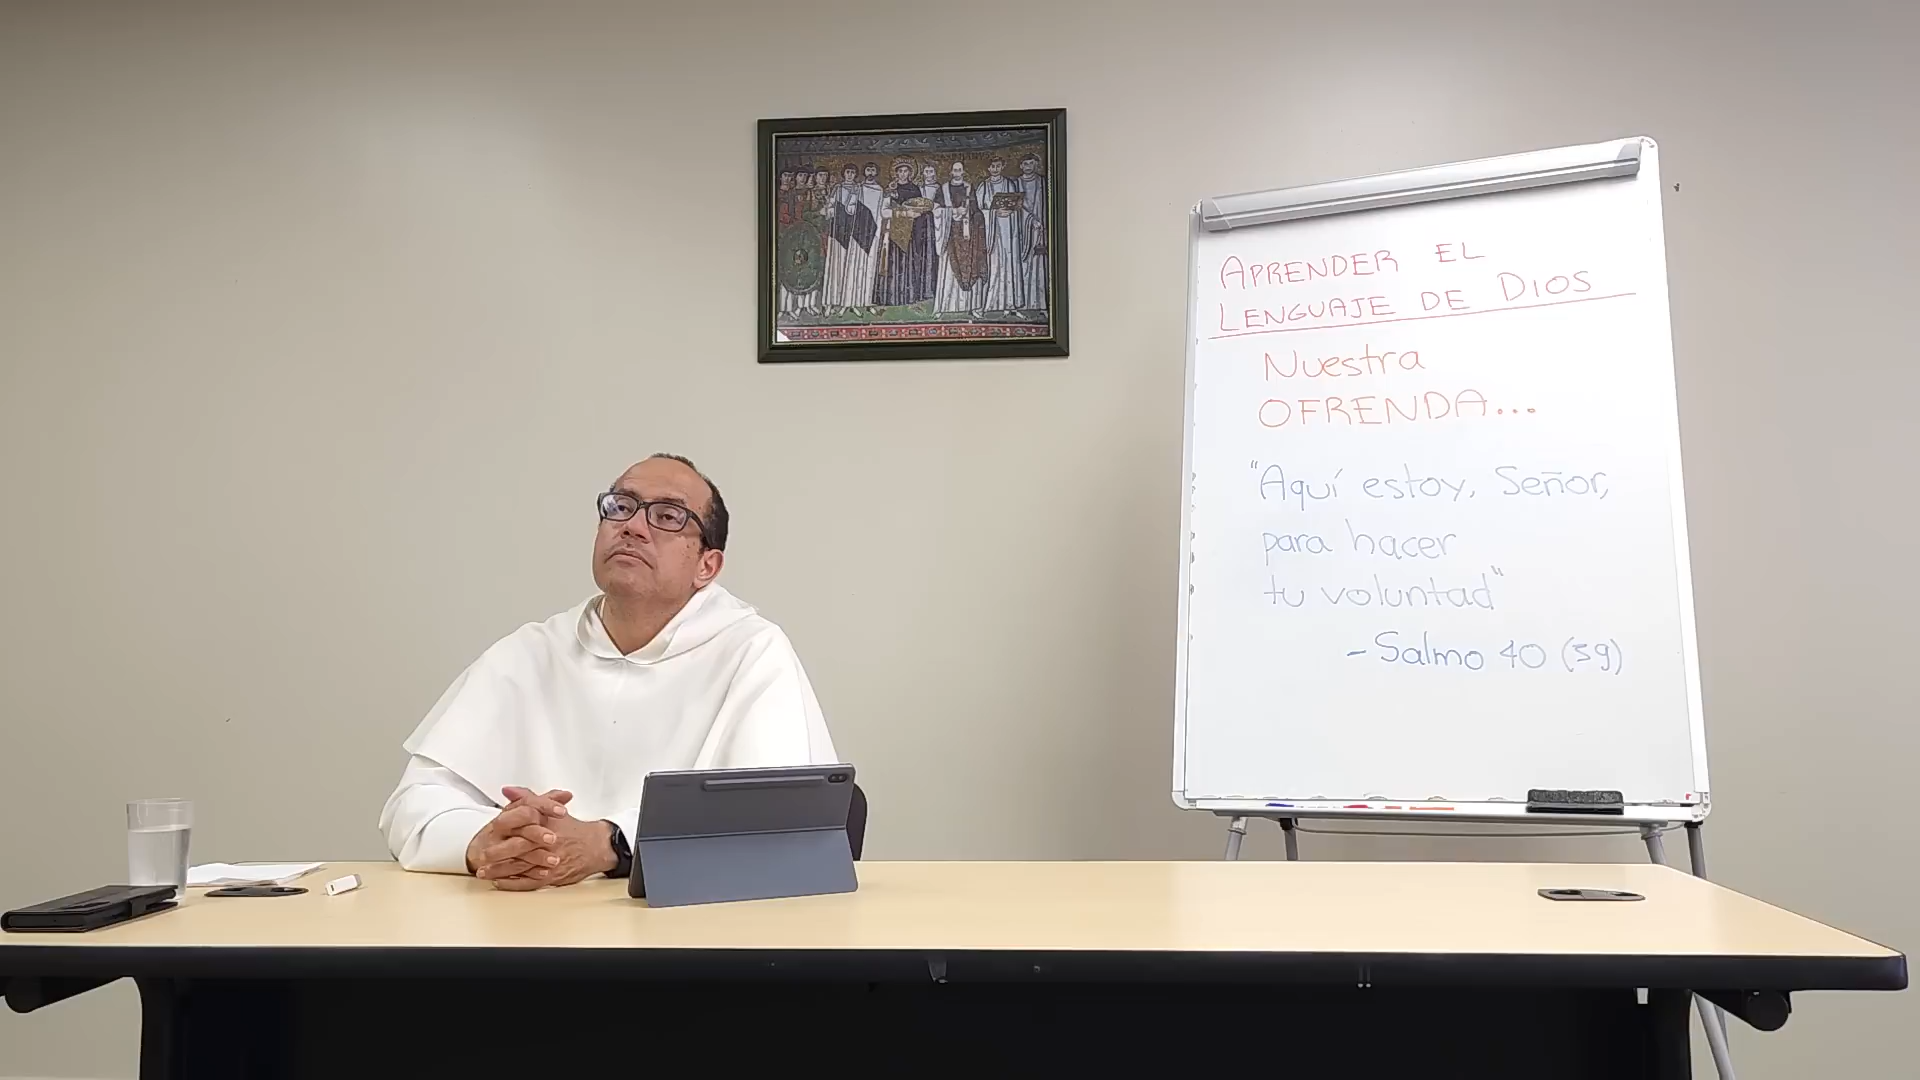 APRENDER EL
LENGUAJE DE DIOS
Nuestra
OFRENDA...
"Aquí estoy, Señor,
para hacer
tu voluntad"
- Salmo 40 (39)